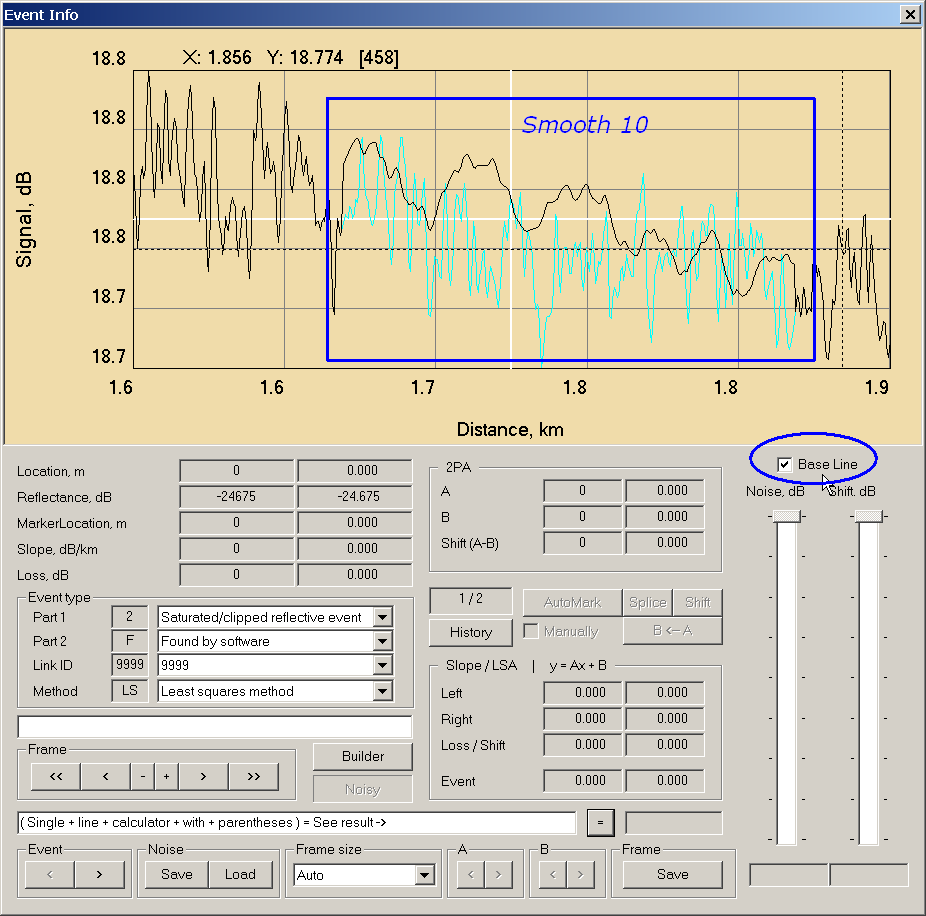 Event Info
18.8 X: 1.856 Y: 18.774 [458]
18.8
Smooth 10
18.8
Signal, dB
18.8
18.7
18.7
1.6 1.6 1.7 1.8 1.8 1.9
Distance, km
Location, m 0 0.000
Reflectance, dB -24675 -24.675
MarkerLocation, m 0 0.000
Slope, dB/km 0 0.000
Loss, dB 0 0.000
Event type
Part 1 2 Saturated/clipped reflective event
Part 2 F Found by software
Link ID 9999 9999
Method LS Least squares method
Frame
<< < - + > >>
Builder
Noisy
2PA
A 0 0.000
B 0 0.000
Shift (A-B) 0 0.000
1 / 2 AutoMark Splice Shift
History Manually B <-- A
Slope / LSA | y = Ax + B
Left 0.000 0.000
Right 0.000 0.000
Loss / Shift 0.000 0.000
Event 0.000 0.000
Base Line
Noise, dB Shift. dB
( Single + line + calculator + with + parentheses ) = See result -> =
Event
< >
Noise
Save Load
Frame size
Auto
A
< >
B
< >
Frame
Save